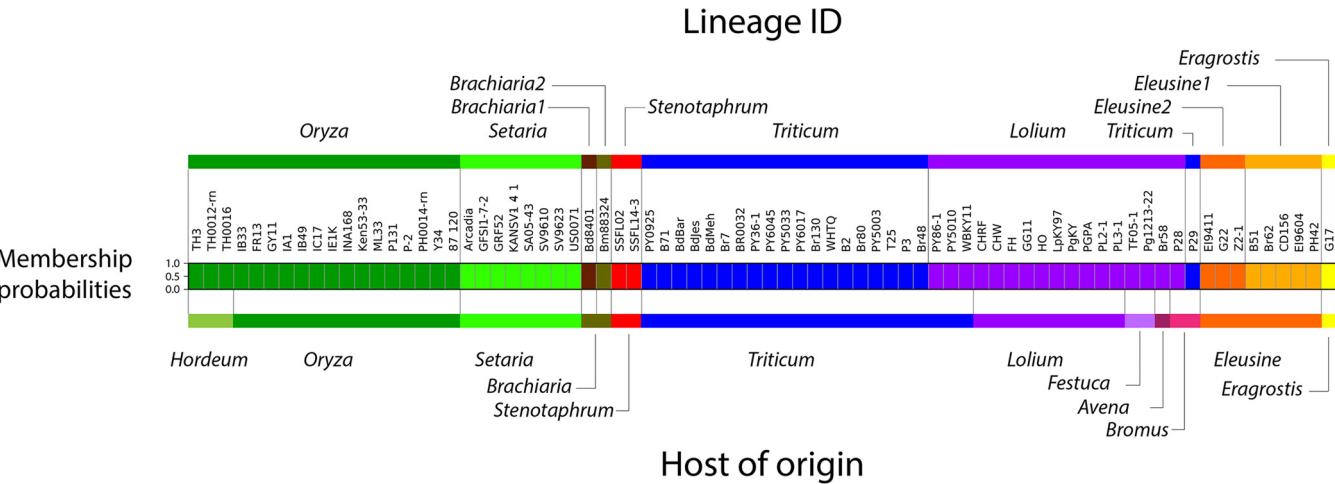 Lineage ID
Eragrostis
Brachiaria2
Eleusine1
Brachiaria1
Stenotaphrum
Eleusine2
Oryza
Setaria
Triticum
Lolium
Triticum
TH3
TH0012-rn
TH0016
IB33
FR13
GY11
IA1
IB49
IC17
IE1K
INA168
Ken53-33
ML33
P131
P-2
PH0014-rn
Y34
87 120
Arcadia
GFSI1-7-2
GRF52
KANSV1 4 1
SA05-43
SV9610
SV9623
US0071
Bd8401
Bm88324
SSFL02
SSFL14-3
PY0925
B71
BdBar
BdJes
BdMeh
Br7
BR0032
PY36-1
PY6045
PY5033
PY6017
Br130
WHTQ
B2
Br80
PY5003
T25
P3
Br48
PY86-1
PY5010
WBKY11
CHRF
CHW
FH
GG11
HO
LpKY97
PgKY
PGPA
PL2-1
PL3-1
TF05-1
Pg1213-22
Br58
P28
P29
EI9411
G22
Z2-1
B51
Br62
CD156
EI9604
PH42
G17
Membership
probabilities
1.0
0.5
0.0
Hordeum
Oryza
Setaria
Triticum
Lolium
Eleusine
Brachiaria
Festuca
Eragrostis
Stenotaphrum
Avena
Bromus
Host of origin